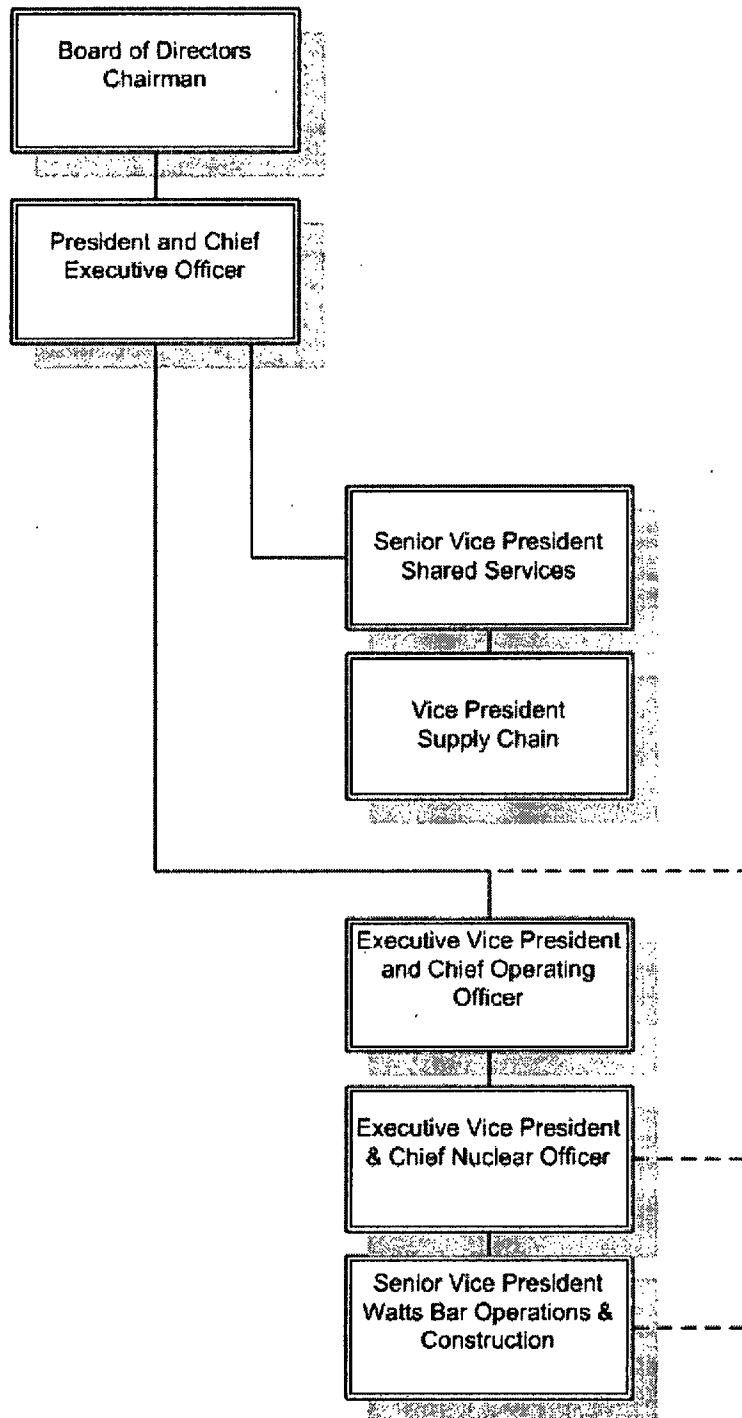 Board of Directors
Chairman
President and Chief
Executive Officer
Senior Vice President
Shared Services
Vice President
Supply Chain
Executive Vice President
and Chief Operating
Officer
Executive Vice President
& Chief Nuclear Officer
Senior Vice President
Watts Bar Operations &
Construction